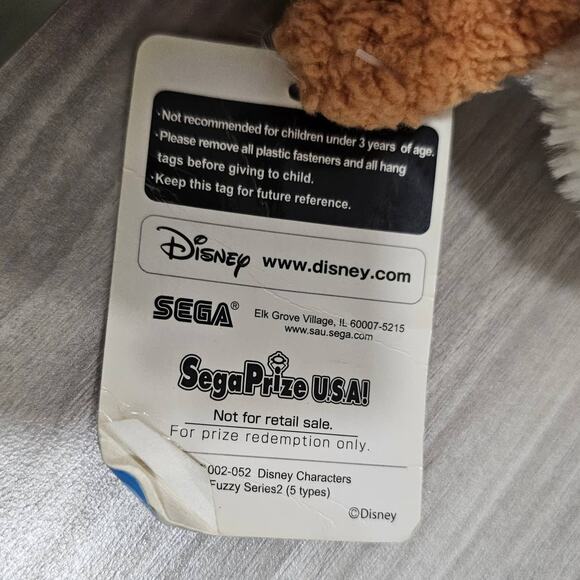 ·Not recommended for children under 3 years of age.
·Please remove all plastic fasteners and all hang
tags before giving to child.
·Keep this tag for future reference.
Disney www.disney.com
SEGA® Elk Grove Village, IL 60007-5215
www.sau.sega.com
SegaPrize U.S.A!
Not for retail sale.
For prize redemption only.
002-052 Disney Characters
Fuzzy Series2 (5 types)
©Disney